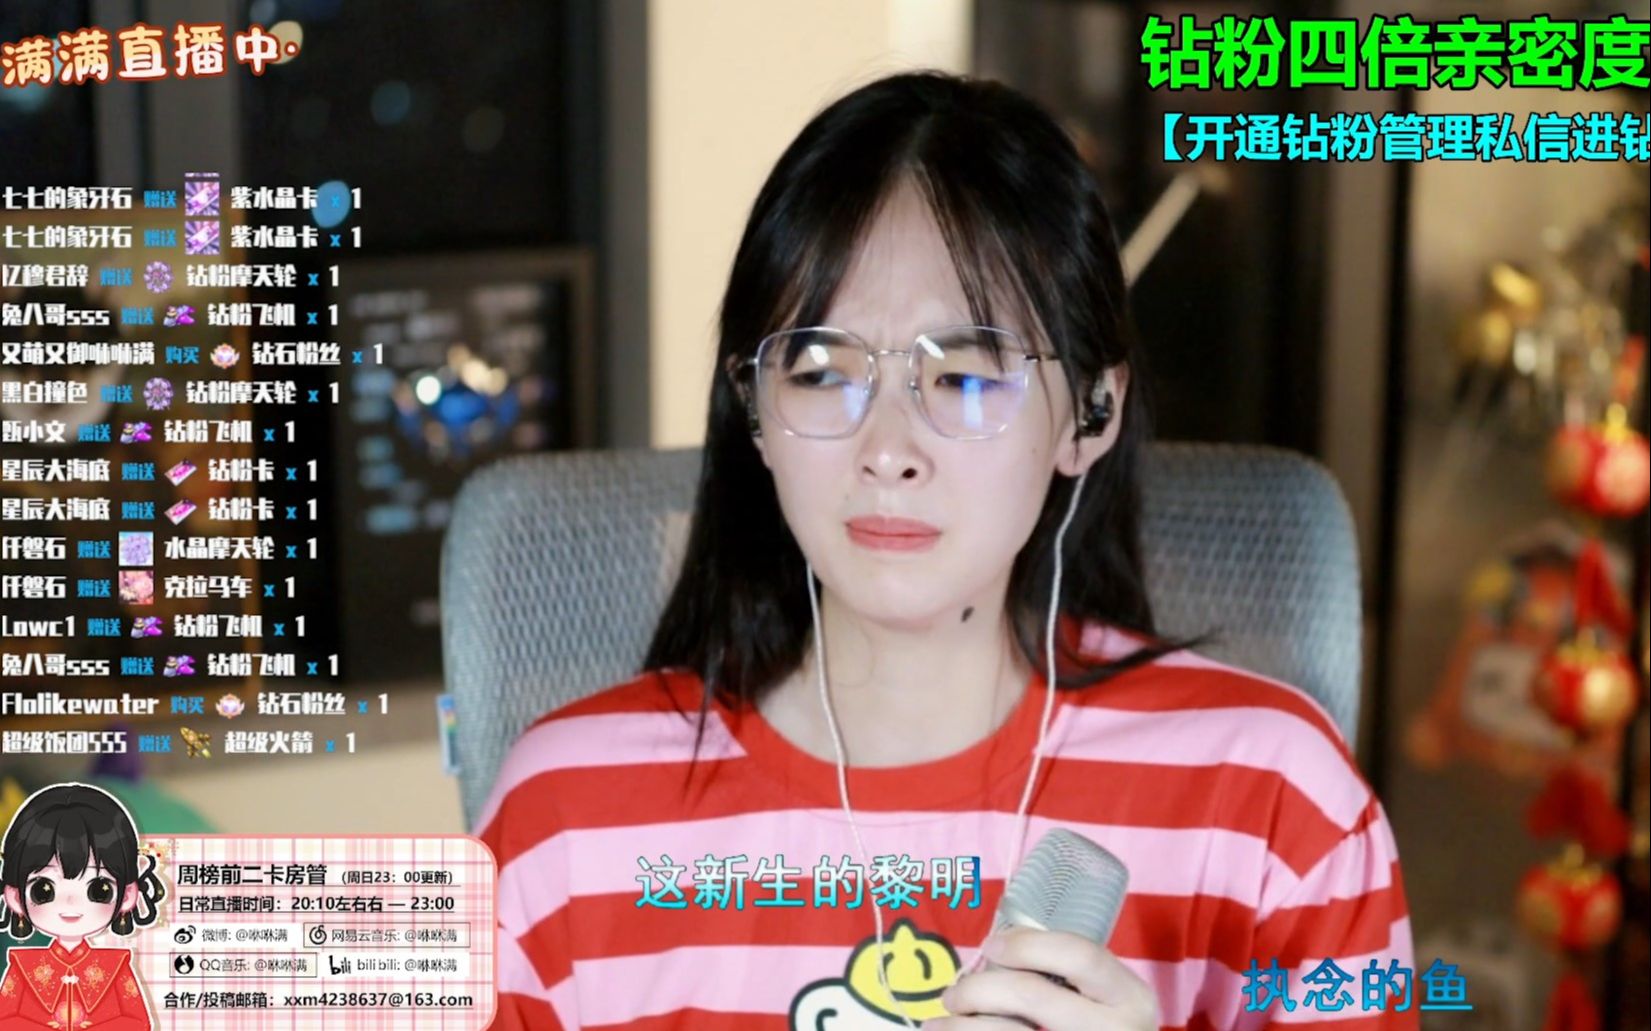 满满直播中·
钻粉四倍亲密度
【开通钻粉管理私信进钻
七七的象牙石 赠送 紫水晶卡 x 1
七七的象牙石 赠送 紫水晶卡 x 1
忆穆君辞 赠送 钻粉摩天轮 x 1
兔八哥sss 赠送 钻粉飞机 x 1
又萌又御咻咻满 购买 钻石粉丝 x 1
黑白撞色 赠送 钻粉摩天轮 x 1
甄小文 赠送 钻粉飞机 x 1
星辰大海底 赠送 钻粉卡 x 1
星辰大海底 赠送 钻粉卡 x 1
仟磐石 赠送 水晶摩天轮 x 1
仟磐石 赠送 克拉马车 x 1
Lowc1 赠送 钻粉飞机 x 1
兔八哥sss 赠送 钻粉飞机 x 1
Flalikewater 购买 钻石粉丝 x 1
超级饭团555 赠送 超级火箭 x 1
周榜前二卡房管 (周日23：00更新)
日常直播时间：20:10左右右 — 23:00
微博: @咻咻满 网易云音乐: @咻咻满
QQ音乐: @咻咻满 bili bili bili: @咻咻满
合作/投稿邮箱：xxm4238637@163.com
这新生的黎明
执念的鱼